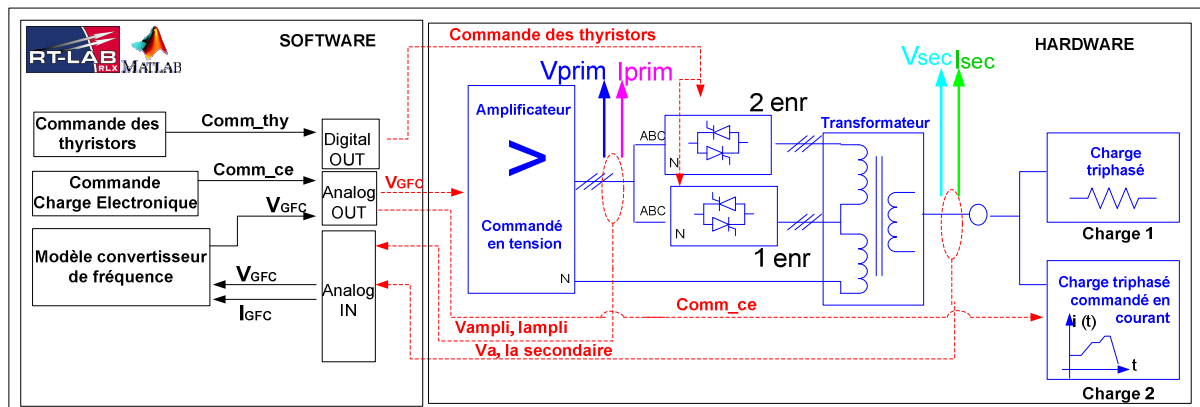 RT-LAB
RLX
MATLAB
SOFTWARE
Commande des
thyristors
Comm_thy
Digital
OUT
Commande
Charge Electronique
Comm_ce
Analog
OUT
VGFC
Modèle convertisseur
de fréquence
VGFC
IGFC
Analog
IN
HARDWARE
Commande des thyristors
VGFC
Amplificateur
>
Commandé
en tension
N
Vprim
Iprim
ABC
N
2 enr
ABC
N
1 enr
Transformateur
Vsec
Isec
Charge
triphasé
Charge 1
Comm_ce
Vampli, Iampli
Va, Ia secondaire
Charge triphasé
commandé en
courant
i (t)
t
Charge 2